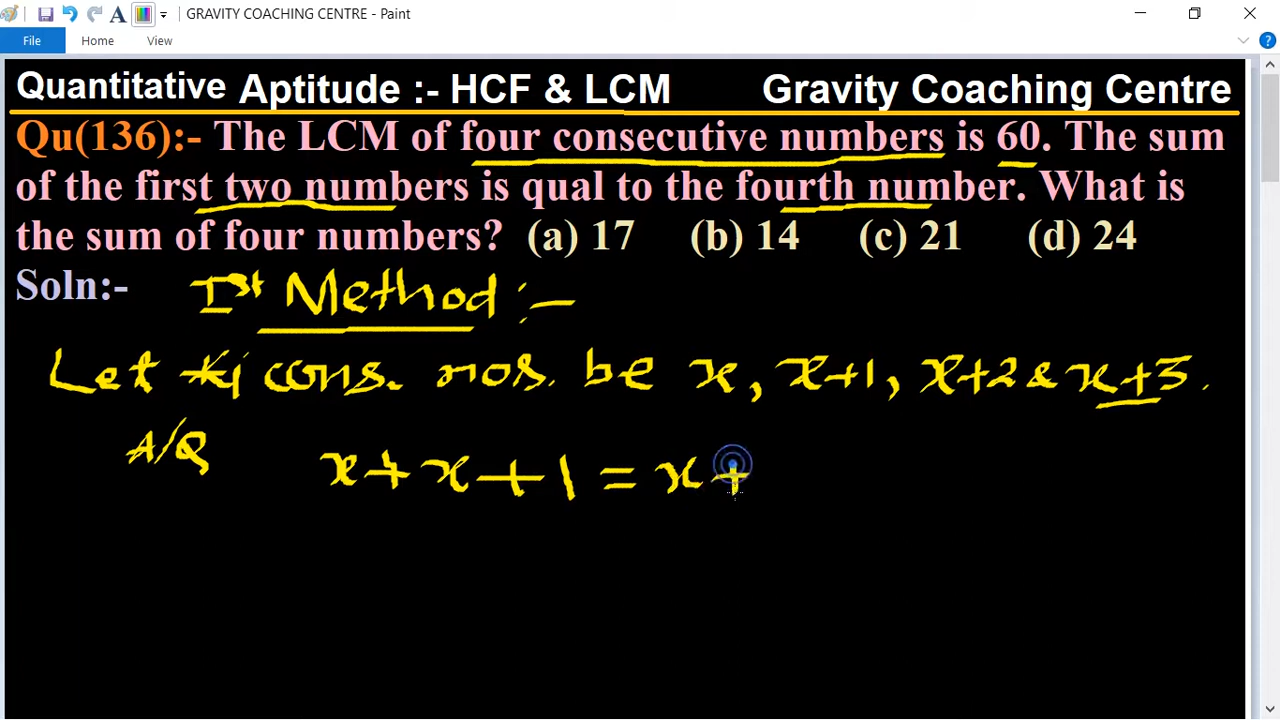 GRAVITY COACHING CENTRE - Paint
File Home View
Quantitative Aptitude :- HCF & LCM Gravity Coaching Centre
Qu(136):- The LCM of four consecutive numbers is 60. The sum
of the first two numbers is qual to the fourth number. What is
the sum of four numbers? (a) 17 (b) 14 (c) 21 (d) 24
Soln:- Ist Method :-
Let cons. nos. be x, x+1, x+2 & x+3.
A/Q x + x + 1 = x +